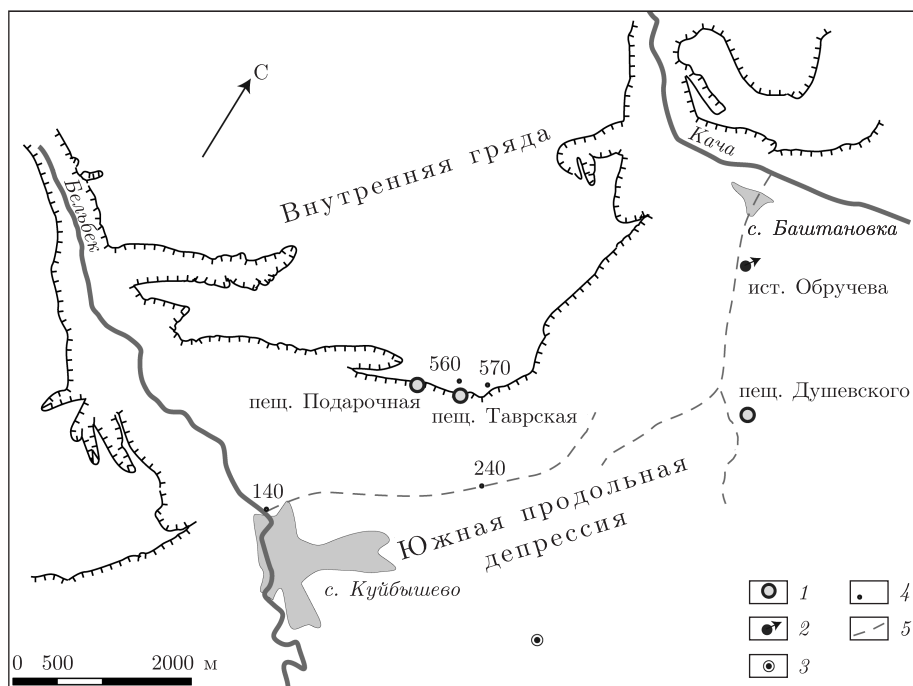 С
Внутренняя гряда
Кача
Бельбек
с. Баштановка
ист. Обручева
560
570
пещ. Подарочная
пещ. Таврская
пещ. Душевского
140
240
Южная продольная
депрессия
с. Куйбышево
1
4
2
5
3
0 500 2000 м